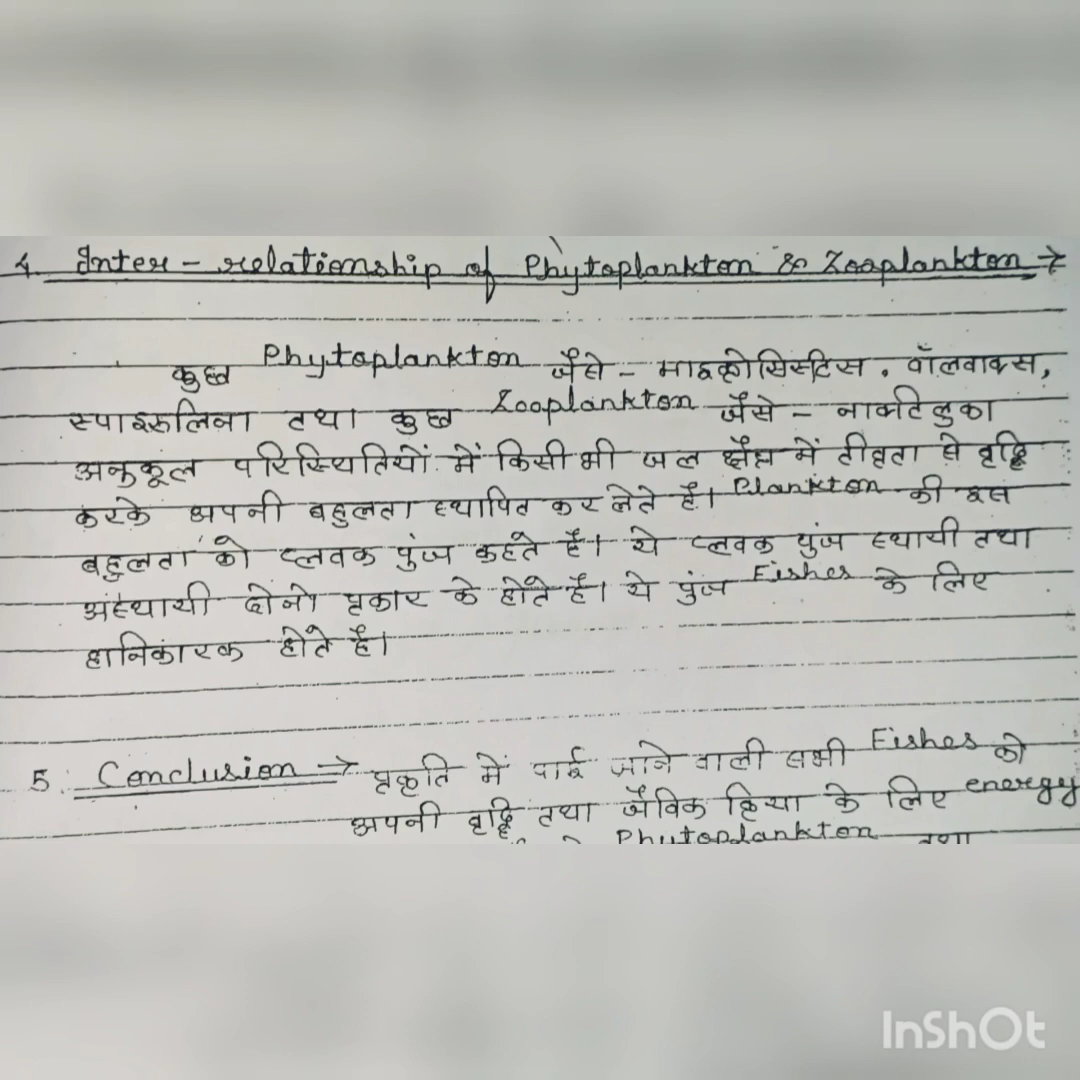 4. Inter-relationship of Phytoplankton & Zooplankton →
कुछ Phytoplankton जैसे - माइक्रोसिस्टिस, वॉलवाक्स,
स्पाइरुलिना तथा कुछ Zooplankton जैसे - नाक्टिलुका
अनुकूल परिस्थितियों में किसी भी जल क्षेत्र में तीव्रता से वृद्धि
करके अपनी बहुलता स्थापित कर लेते है। Plankton की इस
बहुलता को प्लवक पुंज कहते है। ये प्लवक पुंज स्थायी तथा
अस्थायी दोनो प्रकार के होते है। ये पुंज Fishes के लिए
हानिकारक होते है।
5. Conclusion → प्रकृति में पाई जाने वाली सभी Fishes को
अपनी वृद्धि तथा जैविक क्रिया के लिए energy
Phytoplankton तथा
InShOt